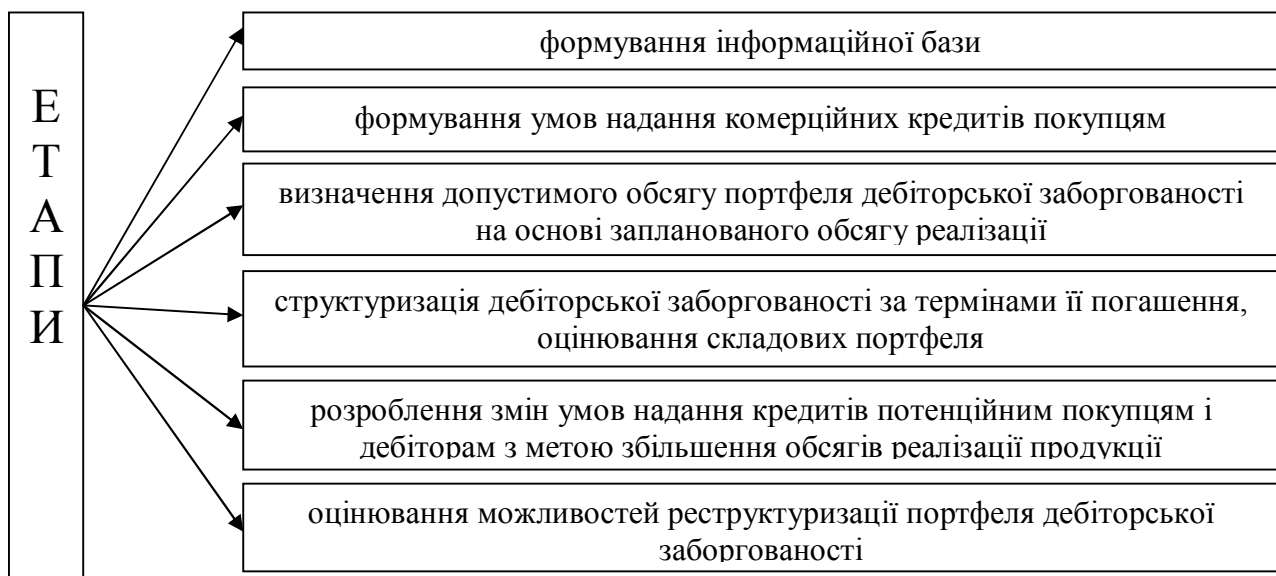 ЕТАПИ
формування інформаційної бази
формування умов надання комерційних кредитів покупцям
визначення допустимого обсягу портфеля дебіторської заборгованості
на основі запланованого обсягу реалізації
структуризація дебіторської заборгованості за термінами її погашення,
оцінювання складових портфеля
розроблення змін умов надання кредитів потенційним покупцям і
дебіторам з метою збільшення обсягів реалізації продукції
оцінювання можливостей реструктуризації портфеля дебіторської
заборгованості